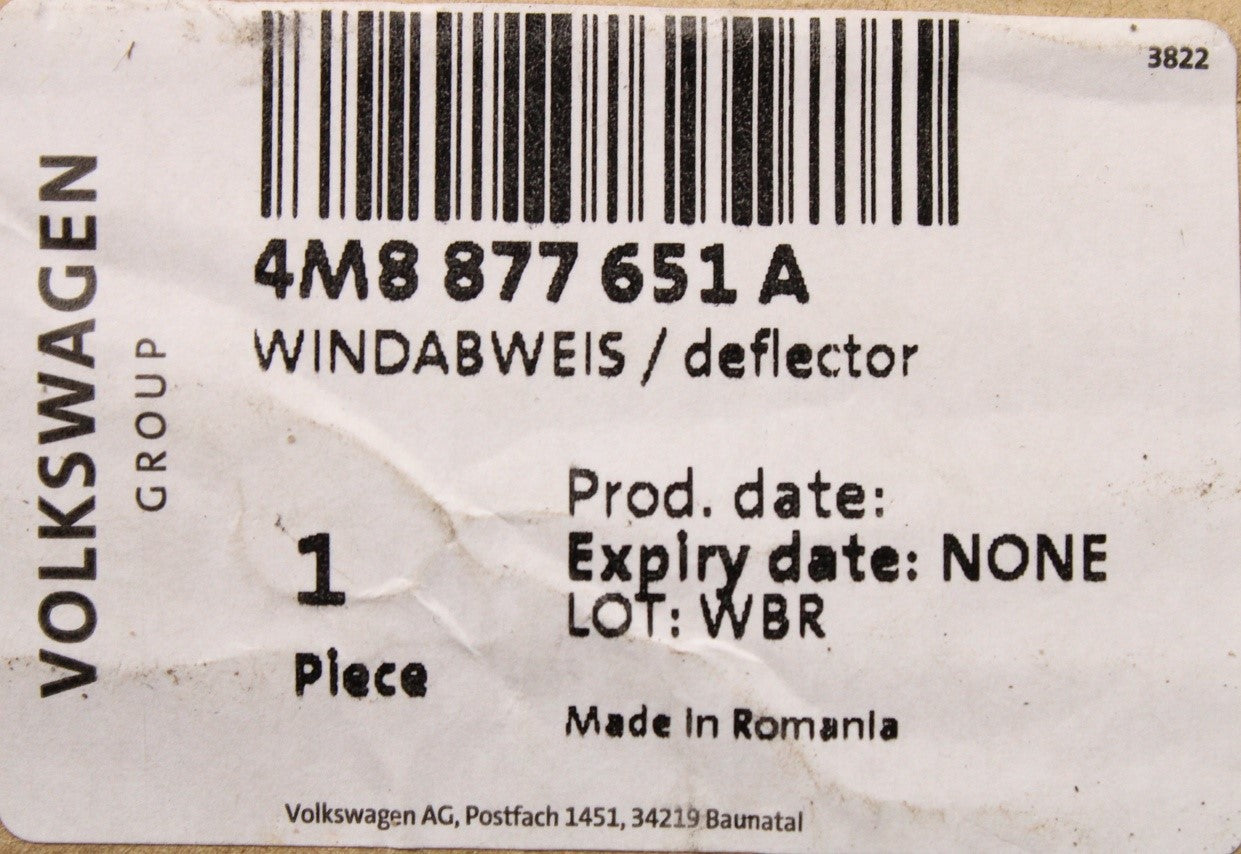 3822
VOLKSWAGEN
GROUP
4M8 877 651 A
WINDABWEIS / deflector
Prod. date:
Expiry date: NONE
LOT: WBR
1
Piece
Made in Romania
Volkswagen AG, Postfach 1451, 34219 Baunatal